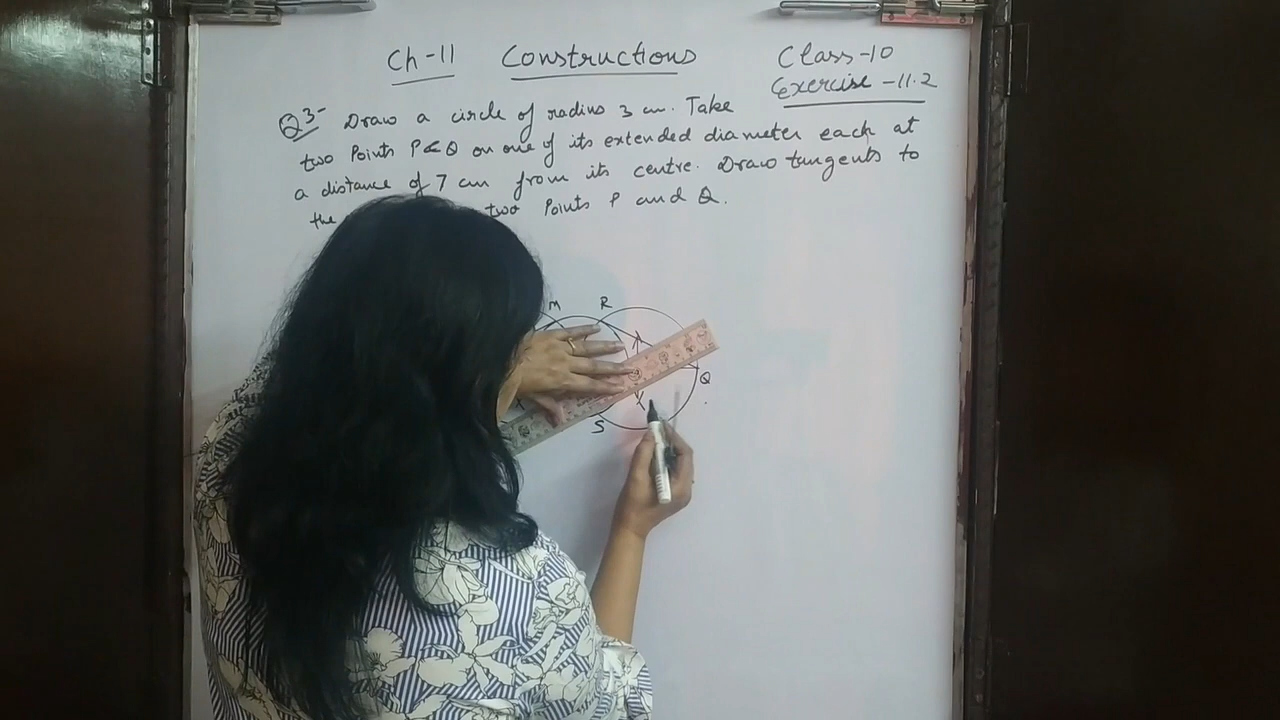 Ch-11 Constructions Class-10
Exercise-11.2
Q3- Draw a circle of radius 3 cm. Take
two Points P & Q on one of its extended diameter each at
a distance of 7 cm from its centre. Draw tangents to
the two Points P and Q.
M R
Q
S